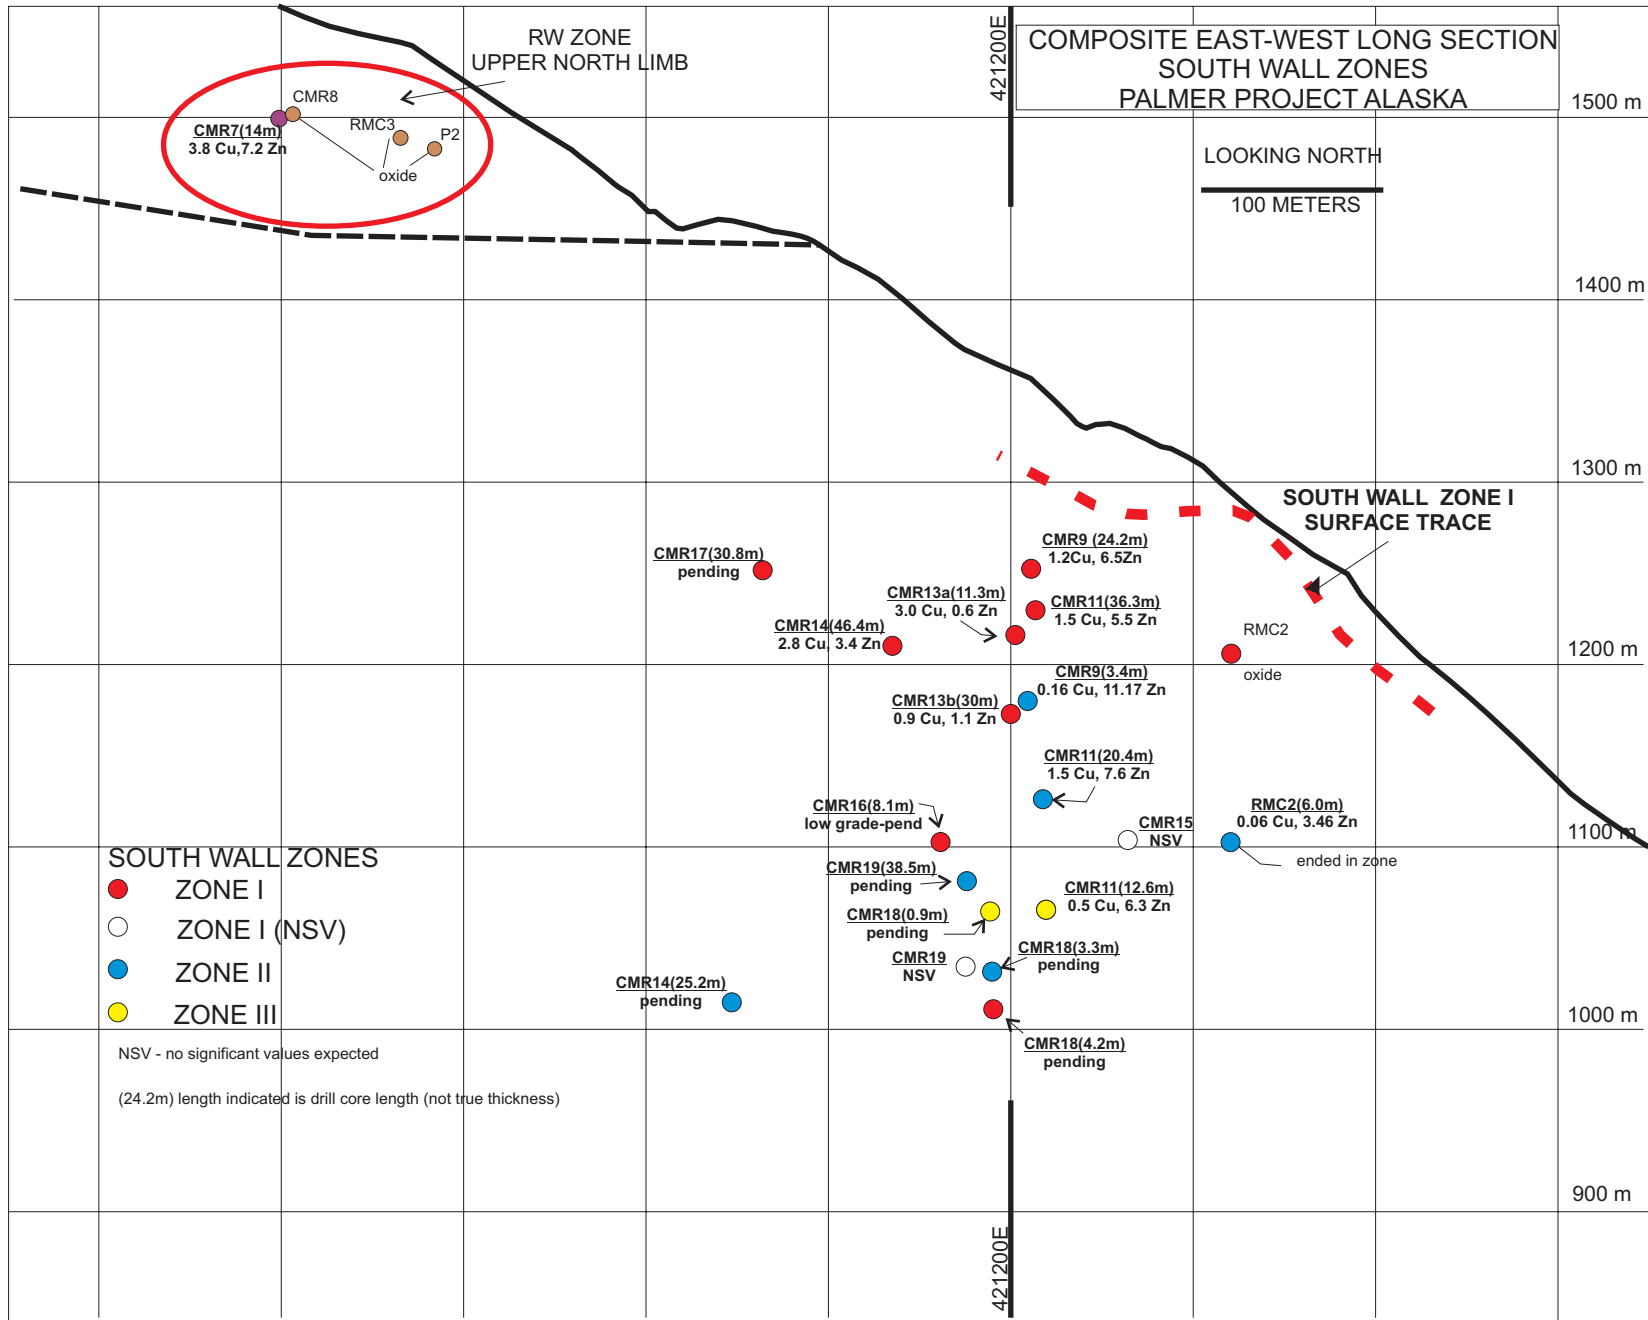 COMPOSITE EAST-WEST LONG SECTION
SOUTH WALL ZONES
PALMER PROJECT ALASKA
421200E
RW ZONE
UPPER NORTH LIMB
CMR8
CMR7(14m)
3.8 Cu,7.2 Zn
RMC3
P2
oxide
1500 m
LOOKING NORTH
100 METERS
1400 m
1300 m
SOUTH WALL ZONE I
SURFACE TRACE
CMR17(30.8m)
pending
CMR9 (24.2m)
1.2Cu, 6.5Zn
CMR13a(11.3m)
3.0 Cu, 0.6 Zn
CMR11(36.3m)
1.5 Cu, 5.5 Zn
CMR14(46.4m)
2.8 Cu, 3.4 Zn
RMC2
oxide
1200 m
CMR9(3.4m)
0.16 Cu, 11.17 Zn
CMR13b(30m)
0.9 Cu, 1.1 Zn
CMR11(20.4m)
1.5 Cu, 7.6 Zn
CMR16(8.1m)
low grade-pend
CMR15
NSV
RMC2(6.0m)
0.06 Cu, 3.46 Zn
ended in zone
1100 m
CMR19(38.5m)
pending
CMR11(12.6m)
0.5 Cu, 6.3 Zn
CMR18(0.9m)
pending
CMR19
NSV
CMR18(3.3m)
pending
CMR14(25.2m)
pending
1000 m
CMR18(4.2m)
pending
SOUTH WALL ZONES
ZONE I
ZONE I (NSV)
ZONE II
ZONE III
NSV - no significant values expected
(24.2m) length indicated is drill core length (not true thickness)
900 m
421200E